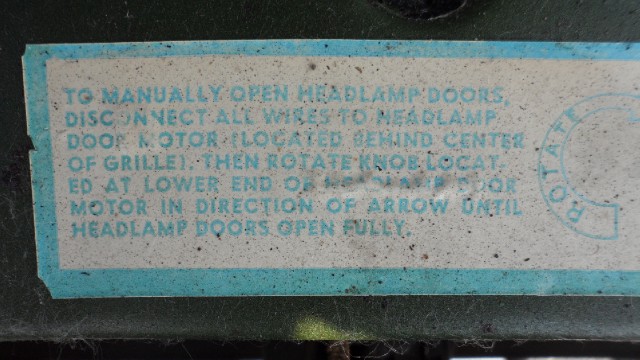 TO MANUALLY OPEN HEADLAMP DOORS,
DISCONNECT ALL WIRES TO HEADLAMP
DOOR MOTOR (LOCATED BEHIND CENTER
OF GRILLE). THEN ROTATE KNOB LOCAT
ED AT LOWER END OF HEADLAMP DOOR
MOTOR IN DIRECTION OF ARROW UNTIL
HEADLAMP DOORS OPEN FULLY.
ROTATE